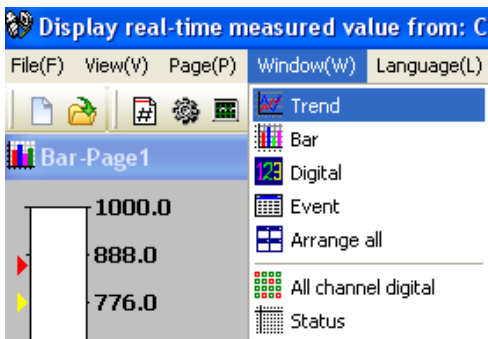 Display real-time measured value from: C
File(F) View(V) Page(P) Window(W) Language(L)
Trend
Bar
Digital
Event
Arrange all
All channel digital
Status
Bar-Page1
1000.0
888.0
776.0